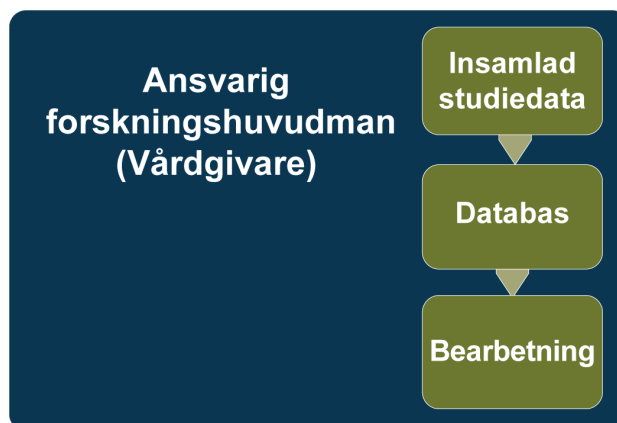 Ansvarig
forskningshuvudman
(Vårdgivare)
Insamlad
studiedata
Databas
Bearbetning